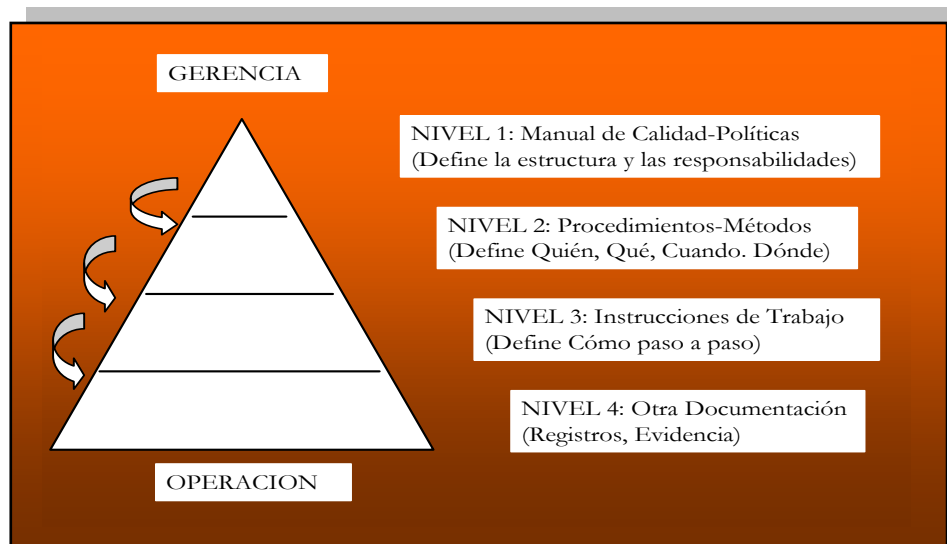 GERENCIA
NIVEL 1: Manual de Calidad-Políticas
(Define la estructura y las responsabilidades)
NIVEL 2: Procedimientos-Métodos
(Define Quién, Qué, Cuando. Dónde)
NIVEL 3: Instrucciones de Trabajo
(Define Cómo paso a paso)
NIVEL 4: Otra Documentación
(Registros, Evidencia)
OPERACION